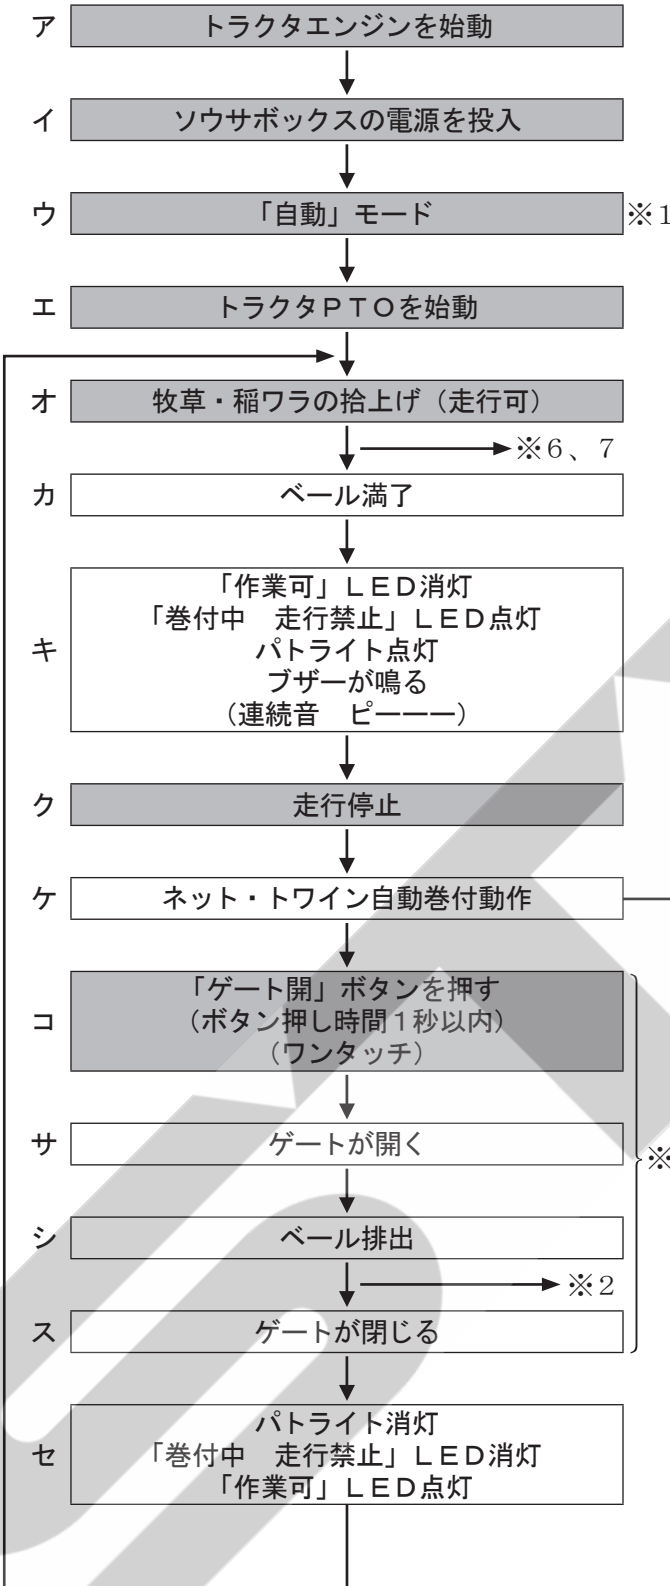 ア トラクタエンジンを始動
イ ソウサボックスの電源を投入
ウ 「自動」モード ※1
エ トラクタPTOを始動
オ 牧草・稲ワラの拾上げ（走行可）
※6、7
カ ベール満了
キ 「作業可」LED消灯
「巻付中　走行禁止」LED点灯
パトライト点灯
ブザーが鳴る
（連続音　ピーーー）
ク 走行停止
ケ ネット・トワイン自動巻付動作
コ 「ゲート開」ボタンを押す
（ボタン押し時間1秒以内）
（ワンタッチ）
サ ゲートが開く
※
シ ベール排出
※2
ス ゲートが閉じる
セ パトライト消灯
「巻付中　走行禁止」LED消灯
「作業可」LED点灯